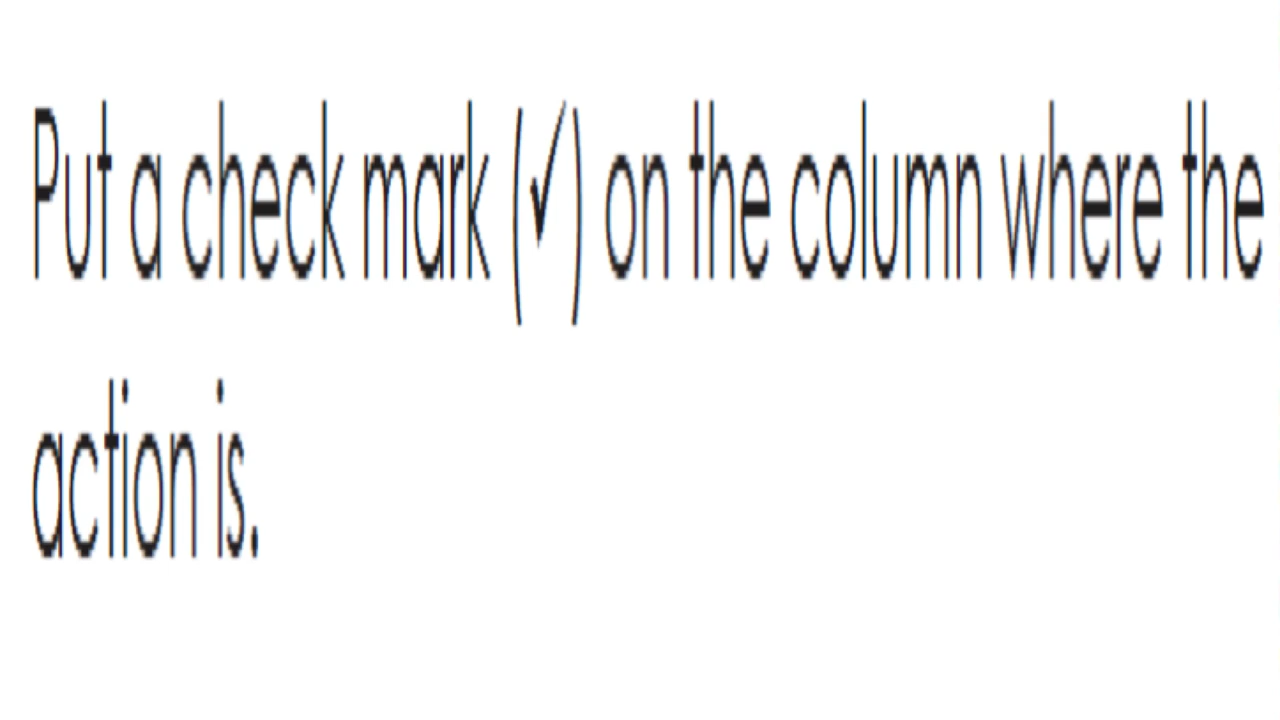 Put a check mark (✓) on the column where the
action is.